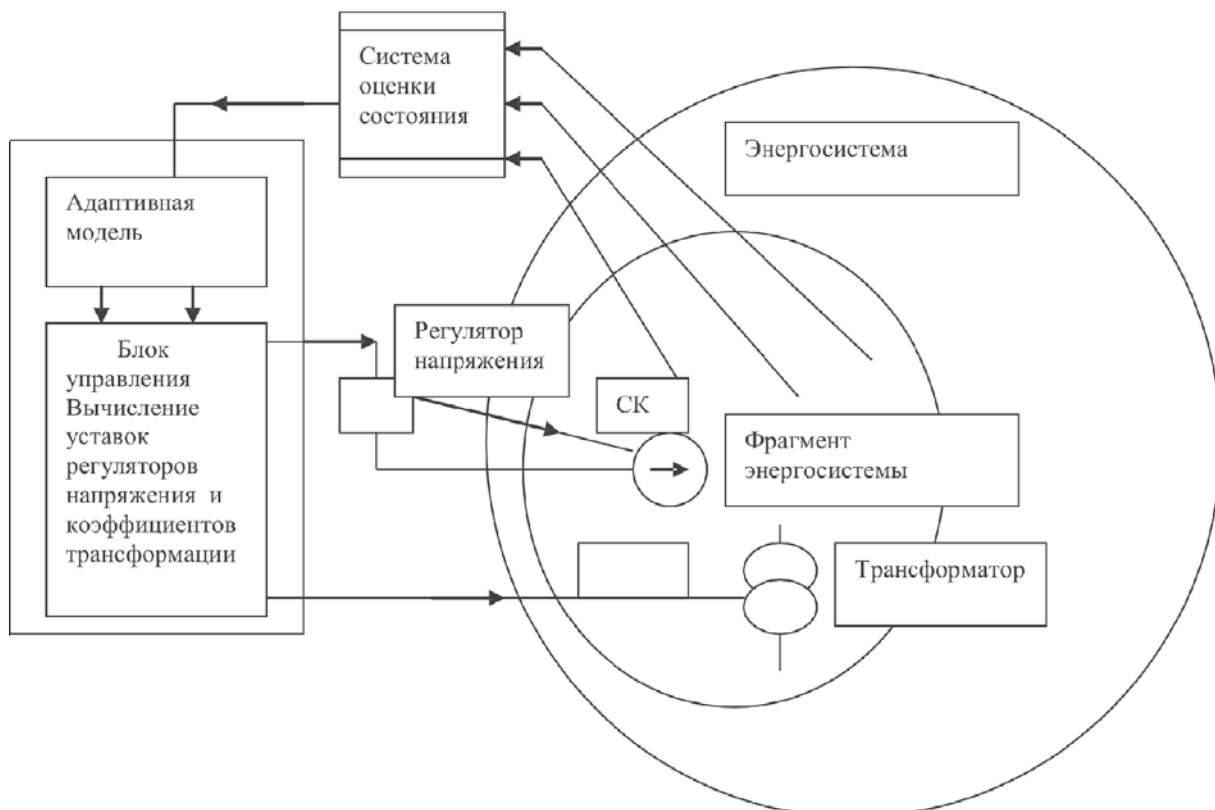 Система
оценки
состояния
Энергосистема
Адаптивная
модель
Регулятор
напряжения
Блок
управления
Вычисление
уставок
регуляторов
напряжения и
коэффициентов
трансформации
СК
Фрагмент
энергосистемы
Трансформатор